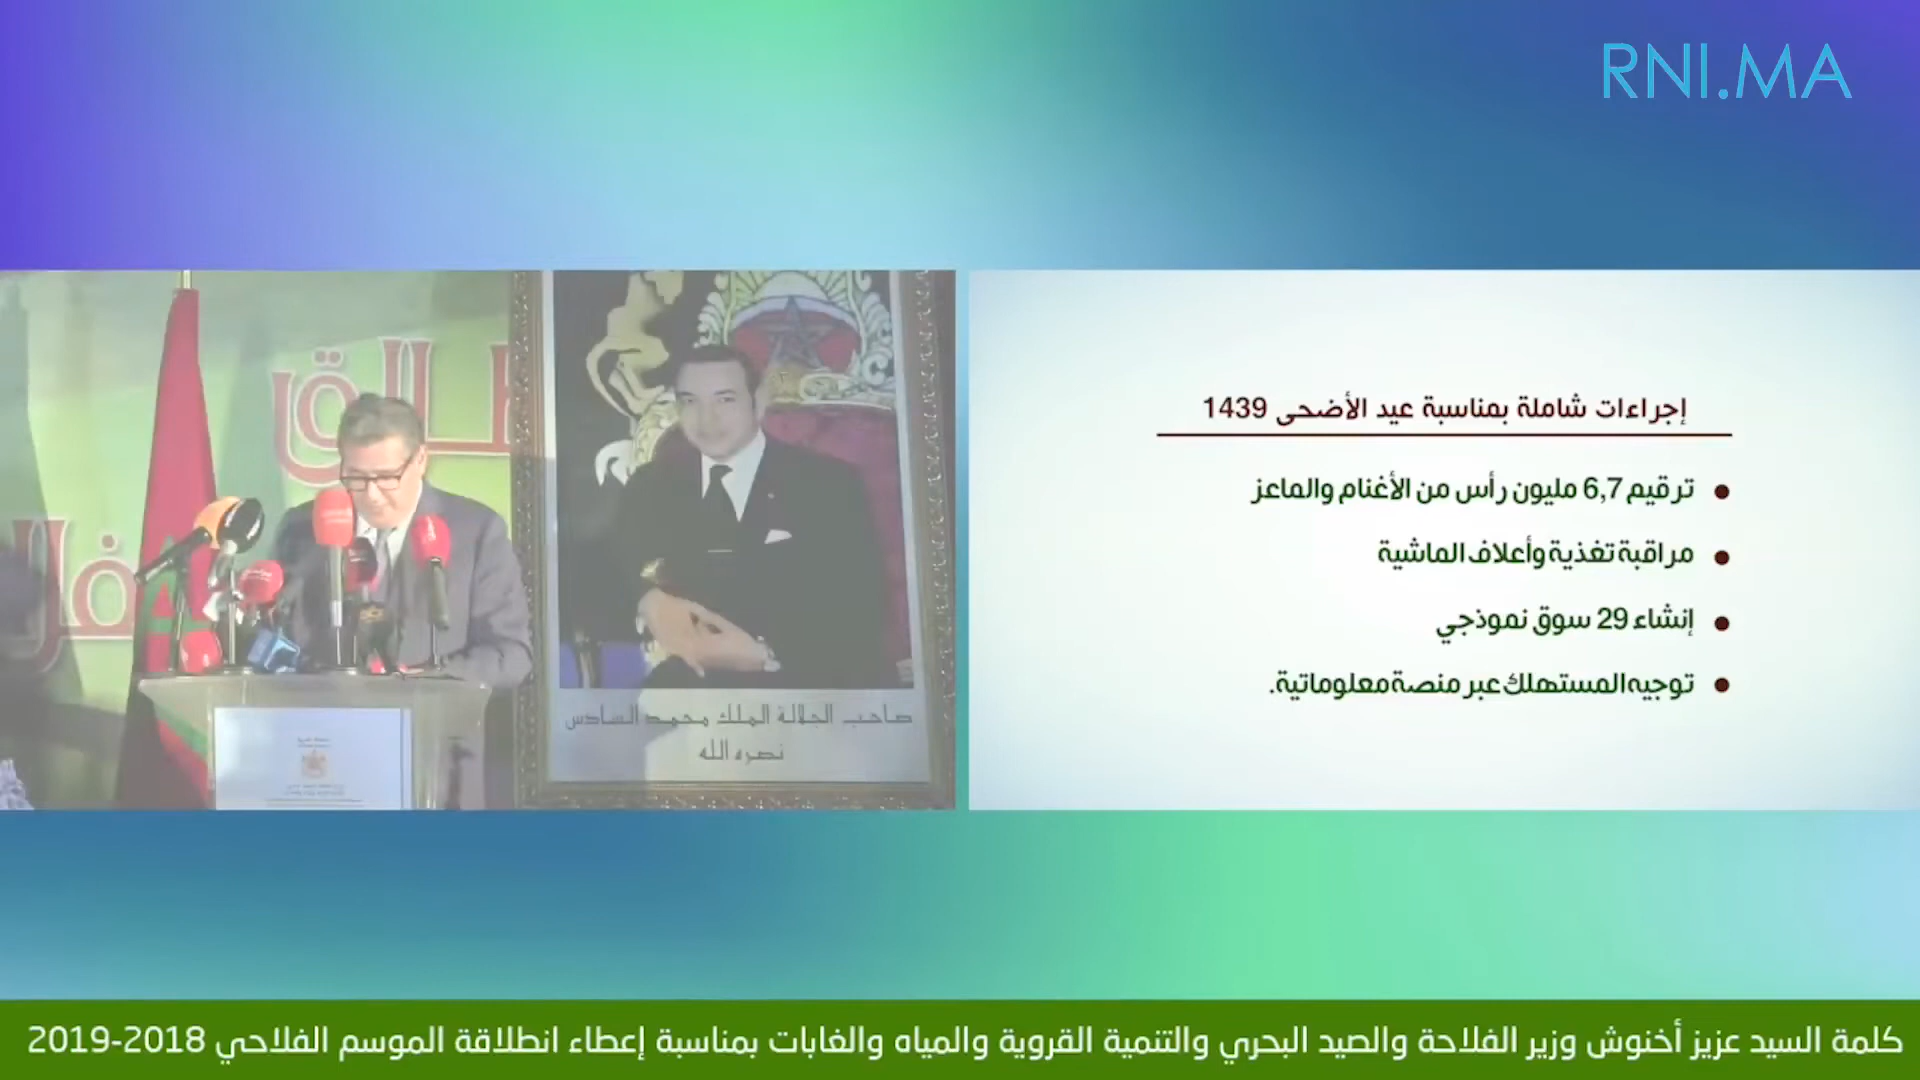 RNI.MA
إجراءات شاملة بمناسبة عيد الأضحى 1439
ترقيم 6,7 مليون رأس من الأغنام والماعز
مراقبة تغذية وأعلاف الماشية
إنشاء 29 سوق نموذجي
توجيه المستهلك عبر منصة معلوماتية.
صاحب الجلالة الملك محمد السادس
نصره الله
كلمة السيد عزيز أخنوش وزير الفلاحة والصيد البحري والتنمية القروية والمياه والغابات بمناسبة إعطاء انطلاقة الموسم الفلاحي 2018-2019